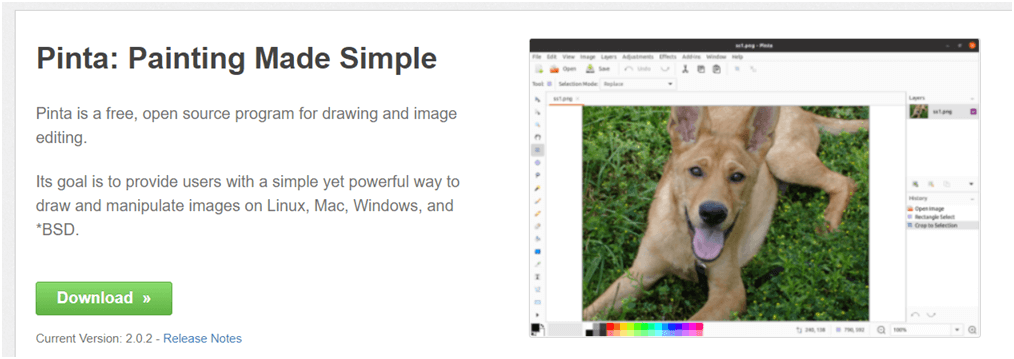 Pinta: Painting Made Simple
Pinta is a free, open source program for drawing and image
editing.
Its goal is to provide users with a simple yet powerful way to
draw and manipulate images on Linux, Mac, Windows, and
*BSD.
Download »
Current Version: 2.0.2 - Release Notes
sc1.png - Pinta
File Edit View Image Layers Adjustments Effects Add-ins Window Help
Open Save Undo
Tool: Selection Mode: Replace
sc1.png
Layers
sc1.png
History
Open Image
Rectangle Select
Crop to Selection
100%